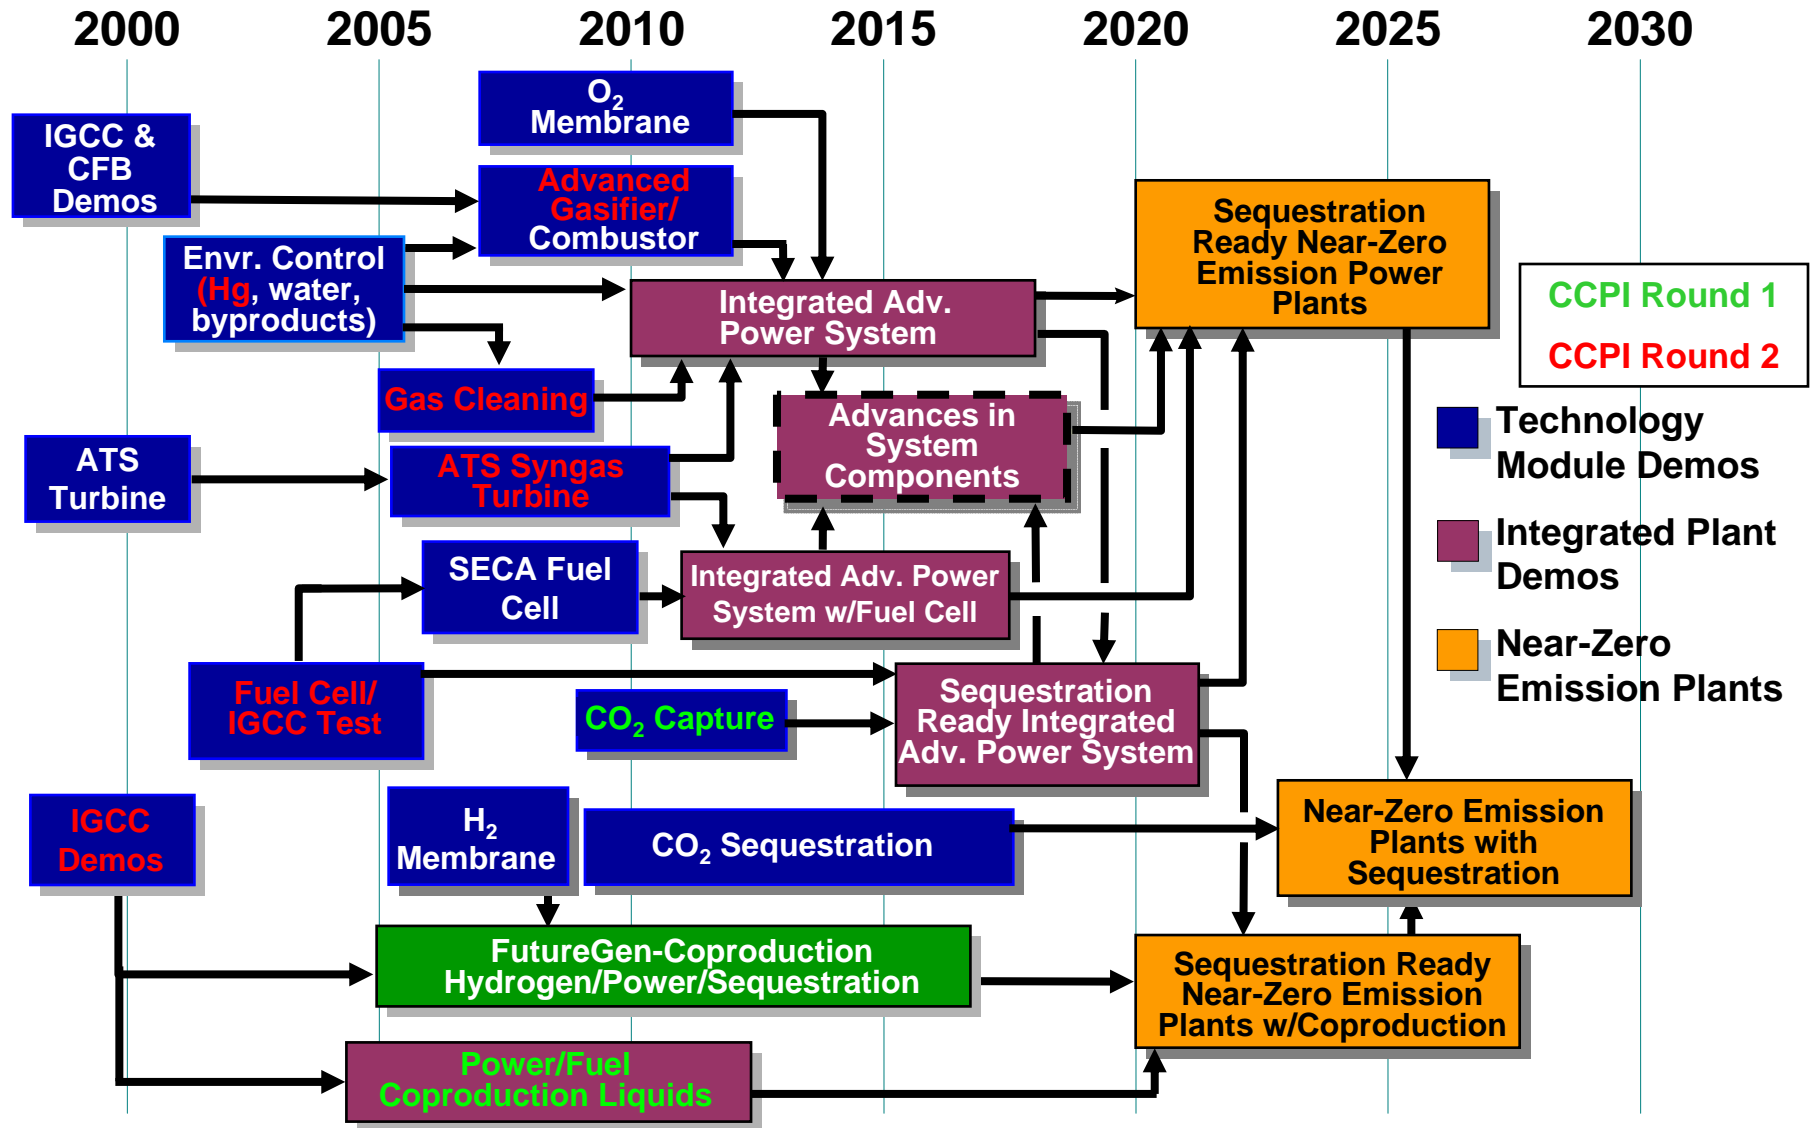 2000 2005 2010 2015 2020 2025 2030
O2
Membrane
IGCC &
CFB
Demos
Advanced
Gasifier/
Combustor
Envr. Control
(Hg, water,
byproducts)
Integrated Adv.
Power System
Sequestration
Ready Near-Zero
Emission Power
Plants
CCPI Round 1
CCPI Round 2
Gas Cleaning
Advances in
System
Components
Technology
Module Demos
ATS
Turbine
ATS Syngas
Turbine
Integrated Plant
Demos
SECA Fuel
Cell
Integrated Adv. Power
System w/Fuel Cell
Near-Zero
Emission Plants
Fuel Cell/
IGCC Test
CO2 Capture
Sequestration
Ready Integrated
Adv. Power System
IGCC
Demos
H2
Membrane
CO2 Sequestration
Near-Zero Emission
Plants with
Sequestration
FutureGen-Coproduction
Hydrogen/Power/Sequestration
Sequestration Ready
Near-Zero Emission
Plants w/Coproduction
Power/Fuel
Coproduction Liquids